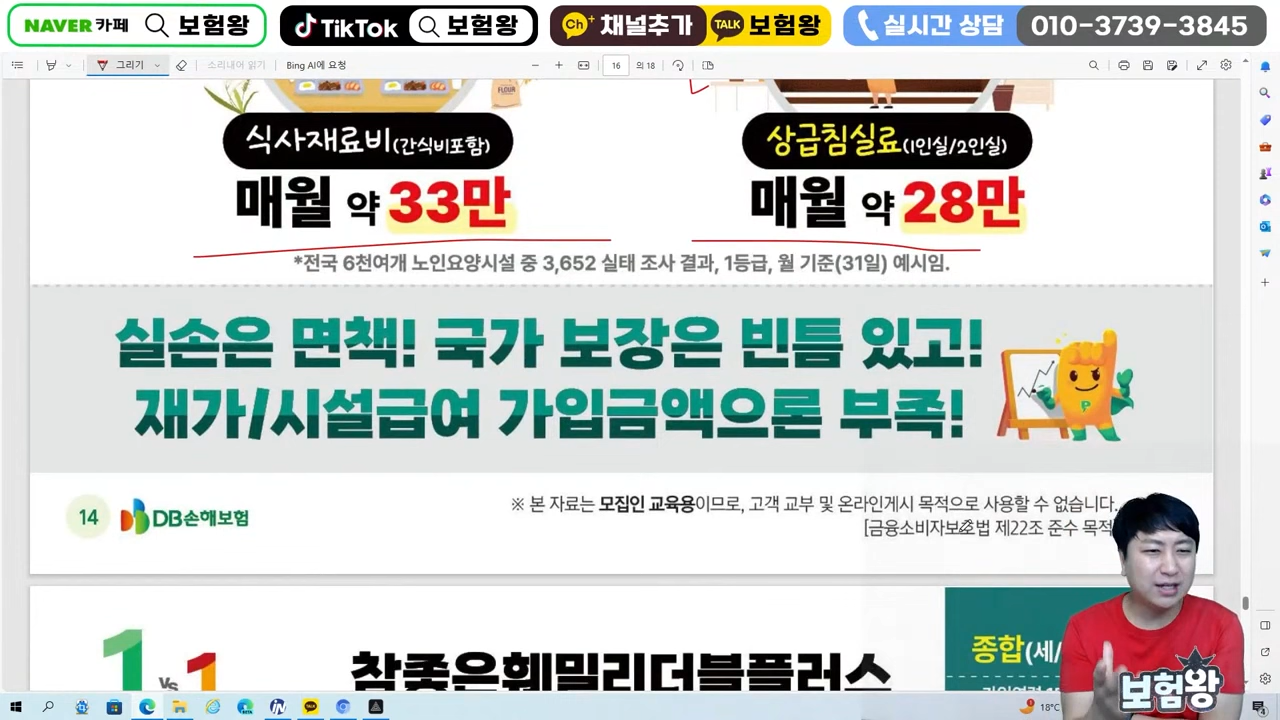 NAVER 카페 보험왕
TikTok 보험왕
Ch+ 채널추가 TALK 보험왕
실시간 상담 010-3739-3845
그리기 소리내어 읽기 Bing AI에 요청 16 의 18
FLOUR
식사재료비(간식비포함)
매월 약 33만
상급침실료(1인실/2인실)
매월 약 28만
*전국 6천여개 노인요양시설 중 3,652 실태 조사 결과, 1등급, 월 기준(31일) 예시임.
실손은 면책! 국가 보장은 빈틈 있고!
재가/시설급여 가입금액으론 부족!
P
14 DB손해보험
※ 본 자료는 모집인 교육용이므로, 고객 교부 및 온라인게시 목적으로 사용할 수 없습니다.
[금융소비자보호법 제22조 준수 목적
1 vs 1
참좋은훼밀리더블플러스
종합(세/
보험왕
18°C
4